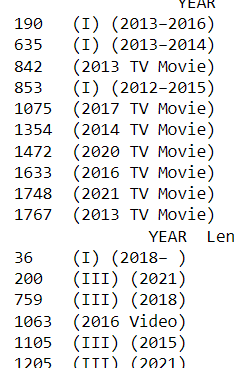 YEAR
190 (I) (2013–2016)
635 (I) (2013–2014)
842 (2013 TV Movie)
853 (I) (2012–2015)
1075 (2017 TV Movie)
1354 (2014 TV Movie)
1472 (2020 TV Movie)
1633 (2016 TV Movie)
1748 (2021 TV Movie)
1767 (2013 TV Movie)
YEAR Len
36 (I) (2018– )
200 (III) (2021)
759 (III) (2018)
1063 (2016 Video)
1105 (III) (2015)
1205 (III) (2021)